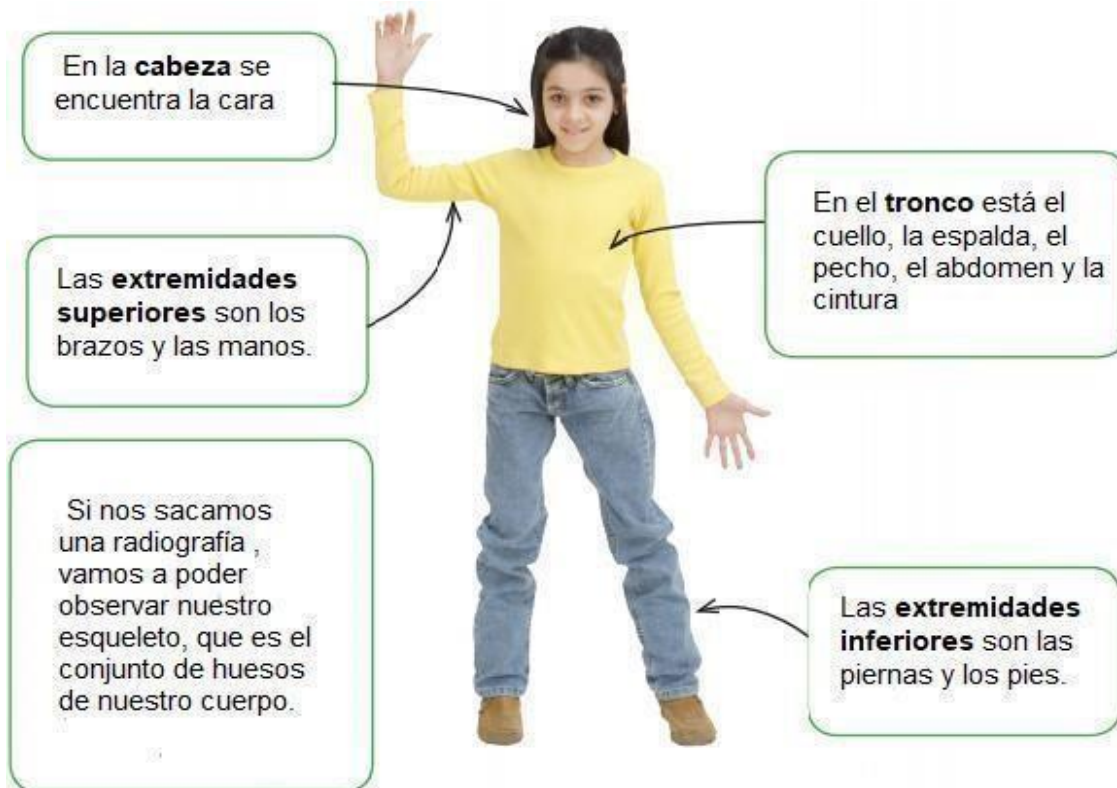 En la cabeza se
encuentra la cara
En el tronco está el
cuello, la espalda, el
pecho, el abdomen y la
cintura
Las extremidades
superiores son los
brazos y las manos.
Si nos sacamos
una radiografía ,
vamos a poder
observar nuestro
esqueleto, que es el
conjunto de huesos
de nuestro cuerpo.
Las extremidades
inferiores son las
piernas y los pies.